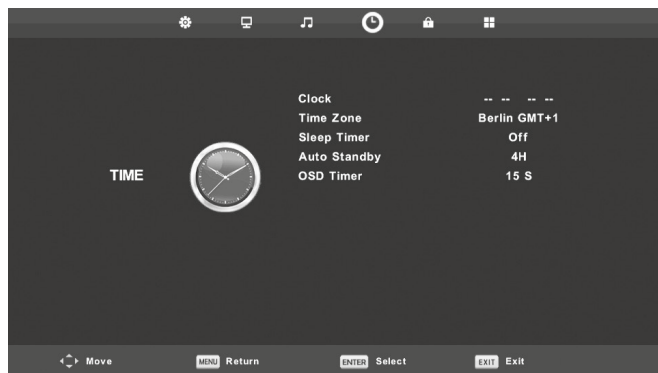 Clock -- -- -- --
Time Zone Berlin GMT+1
Sleep Timer Off
Auto Standby 4H
OSD Timer 15 S
TIME
Move MENU Return ENTER Select EXIT Exit